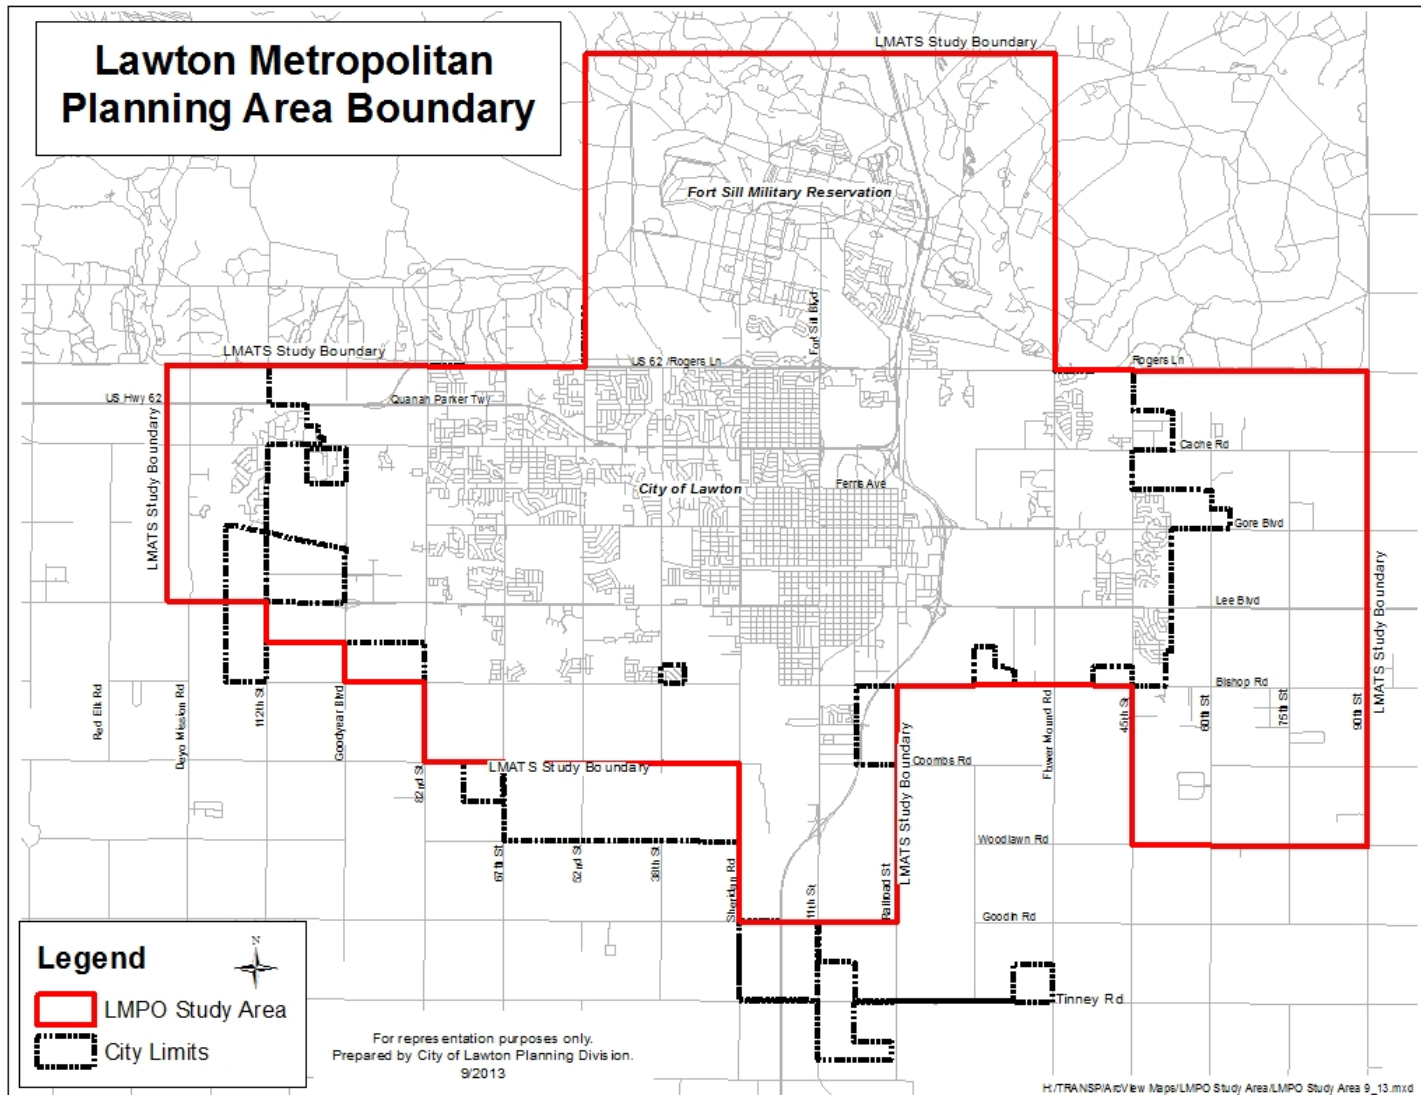 Lawton Metropolitan
Planning Area Boundary
LMATS Study Boundary
Fort Sill Military Reservation
Fort Sill Blvd
LMATS Study Boundary
US 62 /Rogers Ln
Rogers Ln
US Hwy 62
Quanah Parker Twy
LMATS Study Boundary
Cache Rd
City of Lawton
Ferris Ave
Gore Blvd
Lee Blvd
LMATS Study Boundary
Bishop Rd
Red Elk Rd
Deyo Mission Rd
112th St
Goodyear Blvd
82nd St
Flower Mound Rd
45th St
60th St
75th St
90th St
LMATS Study Boundary
LMATS Study Boundary
Coombs Rd
67th St
52nd St
38th St
Sheridan Rd
11th St
Railroad St
Woodlawn Rd
Goodin Rd
Tinney Rd
Legend
N
LMPO Study Area
City Limits
For representation purposes only.
Prepared by City of Lawton Planning Division.
9/2013
H:/TRANSP/ArcView Maps/LMPO Study Area/LMPO Study Area 9_13.mxd